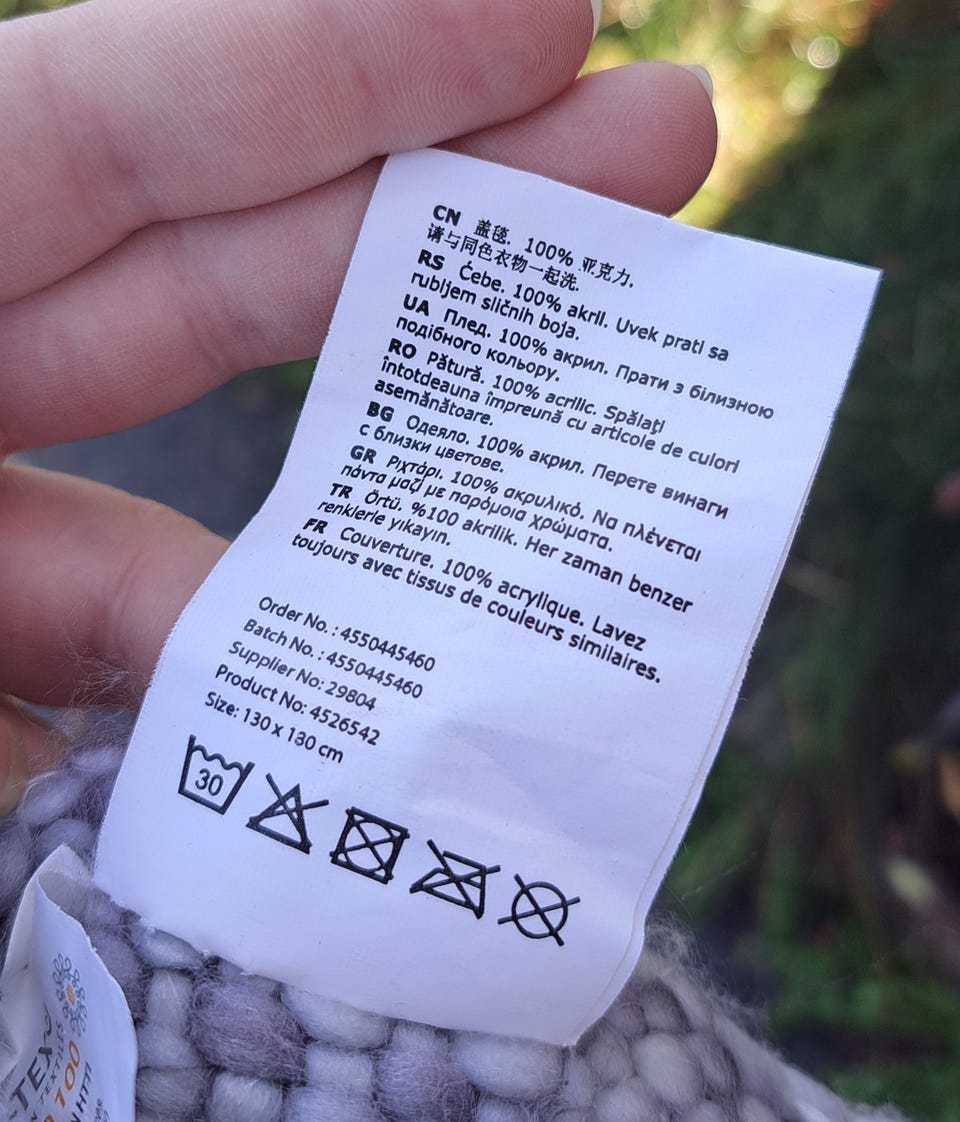 CN 盖毯. 100% 亚克力.
请与同色衣物一起洗.
RS Ćebe. 100% akril. Uvek prati sa
rubljem sličnih boja.
UA Плед. 100% акрил. Прати з білизною
подібного кольору.
RO Pătură. 100% acrilic. Spălaţi
întotdeauna împreună cu articole de culori
asemănătoare.
BG Одеяло. 100% акрил. Перете винаги
с близки цветове.
GR Ριχτάρι. 100% ακρυλικό. Να πλένεται
πάντα μαζί με παρόμοια χρώματα.
TR Örtü. %100 akrilik. Her zaman benzer
renklerle yıkayın.
FR Couverture. 100% acrylique. Lavez
toujours avec tissus de couleurs similaires.
Order No. : 4550445460
Batch No. : 4550445460
Supplier No: 29804
Product No: 4526542
Size: 130 x 180 cm
30
TEX
TEXTILES
100